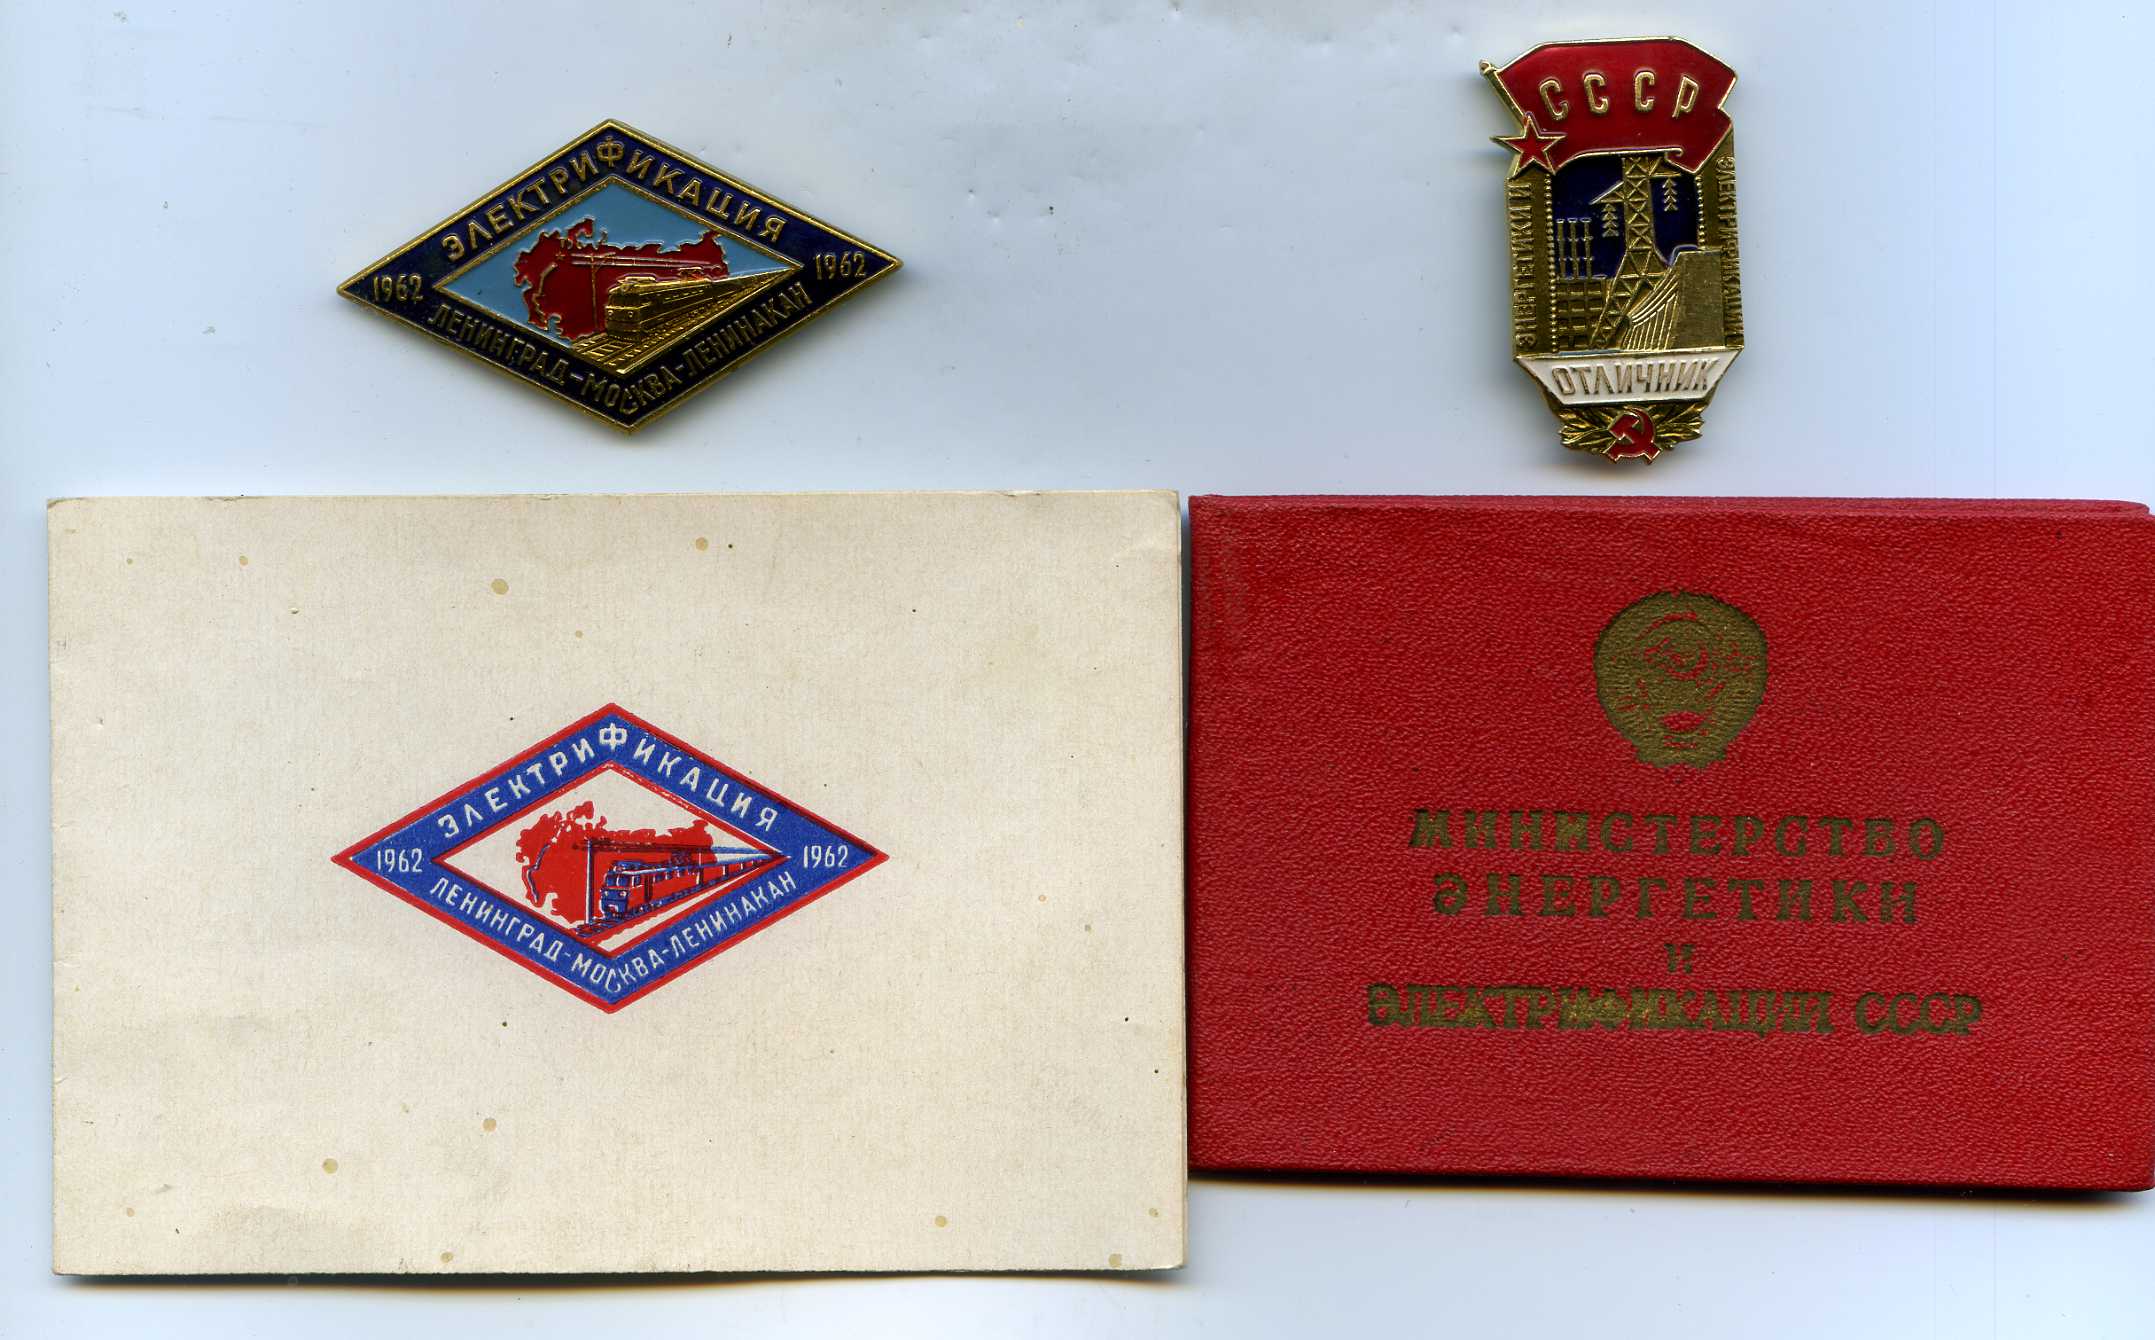 ЭЛЕКТРИФИКАЦИЯ
1962
1962
ЛЕНИНГРАД-МОСКВА-ЛЕНИНАКАН
СССР
ЭНЕРГЕТИКИ И
ЭЛЕКТРИФИКАЦИИ
ОТЛИЧНИК
ЭЛЕКТРИФИКАЦИЯ
1962
1962
ЛЕНИНГРАД-МОСКВА-ЛЕНИНАКАН
МИНИСТЕРСТВО
ЭНЕРГЕТИКИ
И
ЭЛЕКТРИФИКАЦИИ СССР